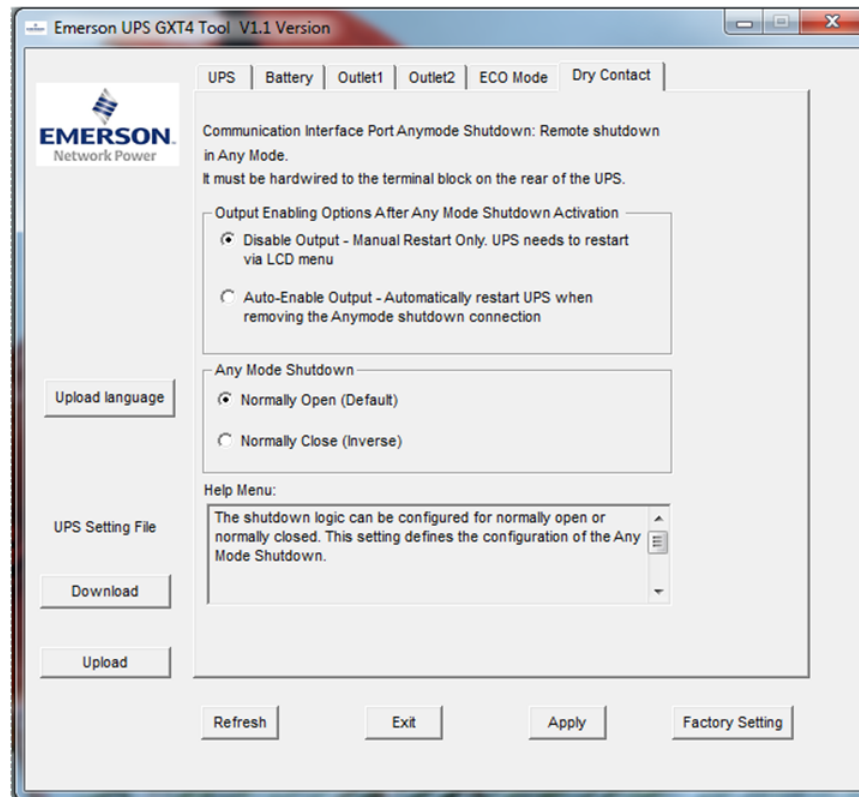 Emerson UPS GXT4 Tool V1.1 Version
UPS
Battery
Outlet1
Outlet2
ECO Mode
Dry Contact
EMERSON
Network Power
Communication Interface Port Anymode Shutdown: Remote shutdown
in Any Mode.
It must be hardwired to the terminal block on the rear of the UPS.
Output Enabling Options After Any Mode Shutdown Activation
Disable Output - Manual Restart Only. UPS needs to restart
via LCD menu
Auto-Enable Output - Automatically restart UPS when
removing the Anymode shutdown connection
Any Mode Shutdown
Upload language
Normally Open (Default)
Normally Close (Inverse)
Help Menu:
The shutdown logic can be configured for normally open or
normally closed. This setting defines the configuration of the Any
Mode Shutdown.
UPS Setting File
Download
Upload
Refresh
Exit
Apply
Factory Setting